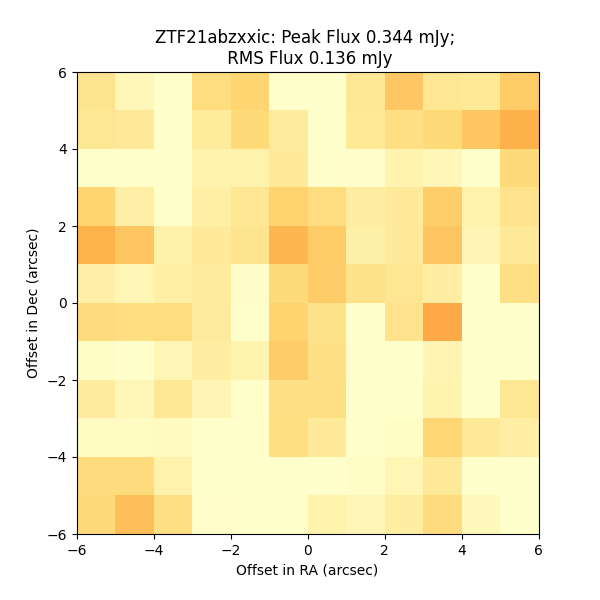 ZTF21abzxxic: Peak Flux 0.344 mJy;
RMS Flux 0.136 mJy
6
4
2
0
−2
−4
−6
Offset in Dec (arcsec)
−6 −4 −2 0 2 4 6
Offset in RA (arcsec)